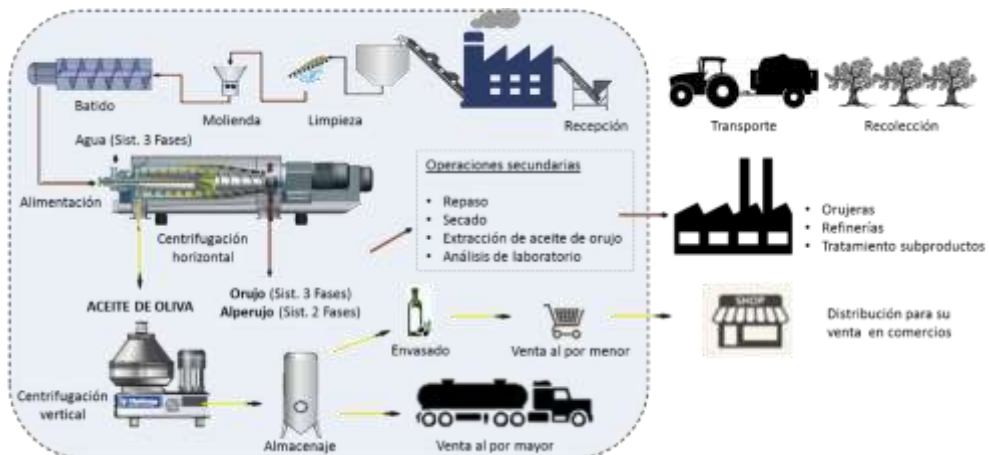 Batido
Molienda
Limpieza
Recepción
Transporte
Recolección
Agua (Sist. 3 Fases)
Alimentación
Centrifugación
horizontal
Operaciones secundarias
• Repaso
• Secado
• Extracción de aceite de orujo
• Análisis de laboratorio
• Orujeras
• Refinerías
• Tratamiento subproductos
Orujo (Sist. 3 Fases)
Alperujo (Sist. 2 Fases)
ACEITE DE OLIVA
Centrifugación
vertical
Almacenaje
Envasado
Venta al por menor
Venta al por mayor
SHOP
Distribución para su
venta en comercios